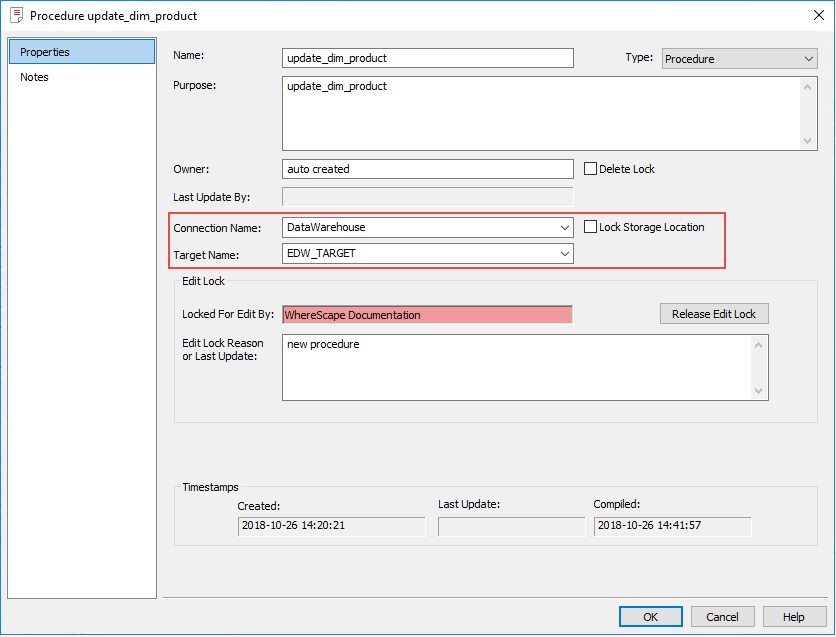 Procedure update_dim_product
Properties
Notes
Name: update_dim_product Type: Procedure
Purpose: update_dim_product
Owner: auto created Delete Lock
Last Update By:
Connection Name: DataWarehouse Lock Storage Location
Target Name: EDW_TARGET
Edit Lock
Locked For Edit By: WhereScape Documentation Release Edit Lock
Edit Lock Reason
or Last Update:
new procedure
Timestamps
Created: Last Update: Compiled:
2018-10-26 14:20:21 2018-10-26 14:41:57
OK Cancel Help